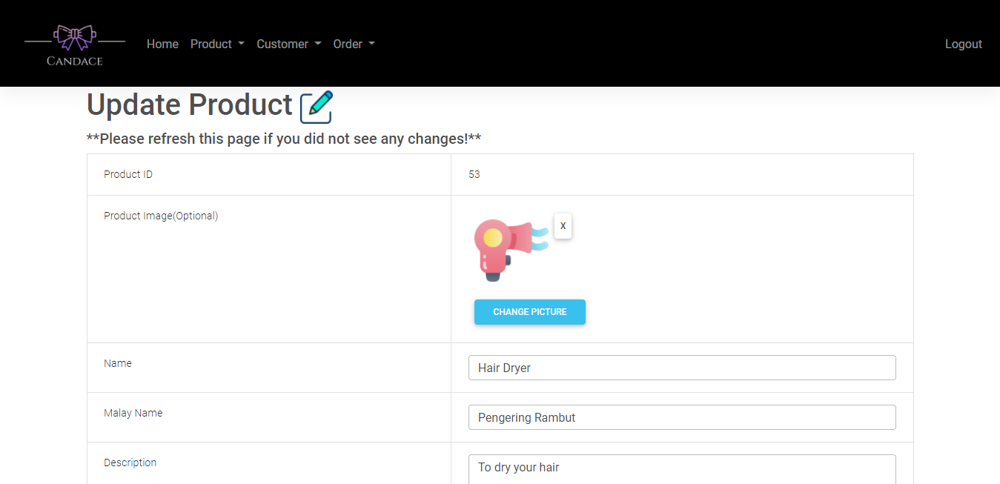 CANDACE
Home Product Customer Order Logout
Update Product
**Please refresh this page if you did not see any changes!**
Product ID 53
Product Image(Optional)
X
CHANGE PICTURE
Name Hair Dryer
Malay Name Pengering Rambut
Description To dry your hair